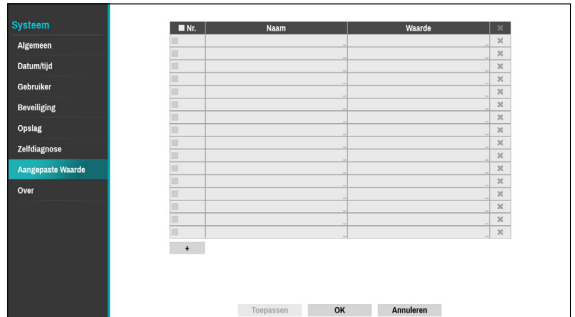 Systeem
Algemeen
Datum/tijd
Gebruiker
Beveiliging
Opslag
Zelfdiagnose
Aangepaste Waarde
Over
Nr. Naam Waarde
+
Toepassen OK Annuleren